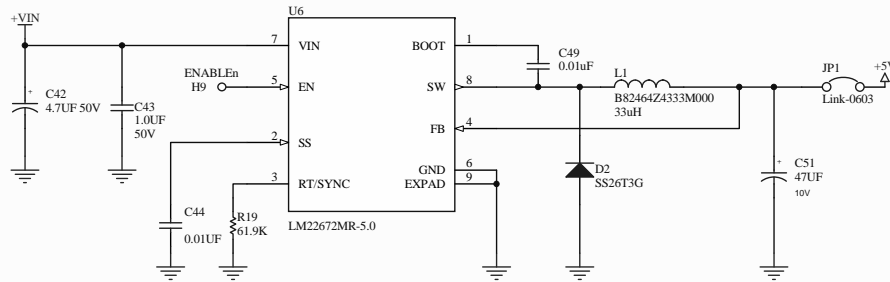 +VIN
U6
7
VIN
BOOT
1
C49
0.01uF
ENABLEn
H9
5
EN
SW
8
L1
B82464Z4333M000
33uH
JP1
Link-0603
+5V
C42
4.7UF 50V
C43
1.0UF
50V
2
SS
FB
4
GND
6
EXPAD
9
3
RT/SYNC
D2
SS26T3G
C51
47UF
10V
C44
0.01UF
R19
61.9K
LM22672MR-5.0